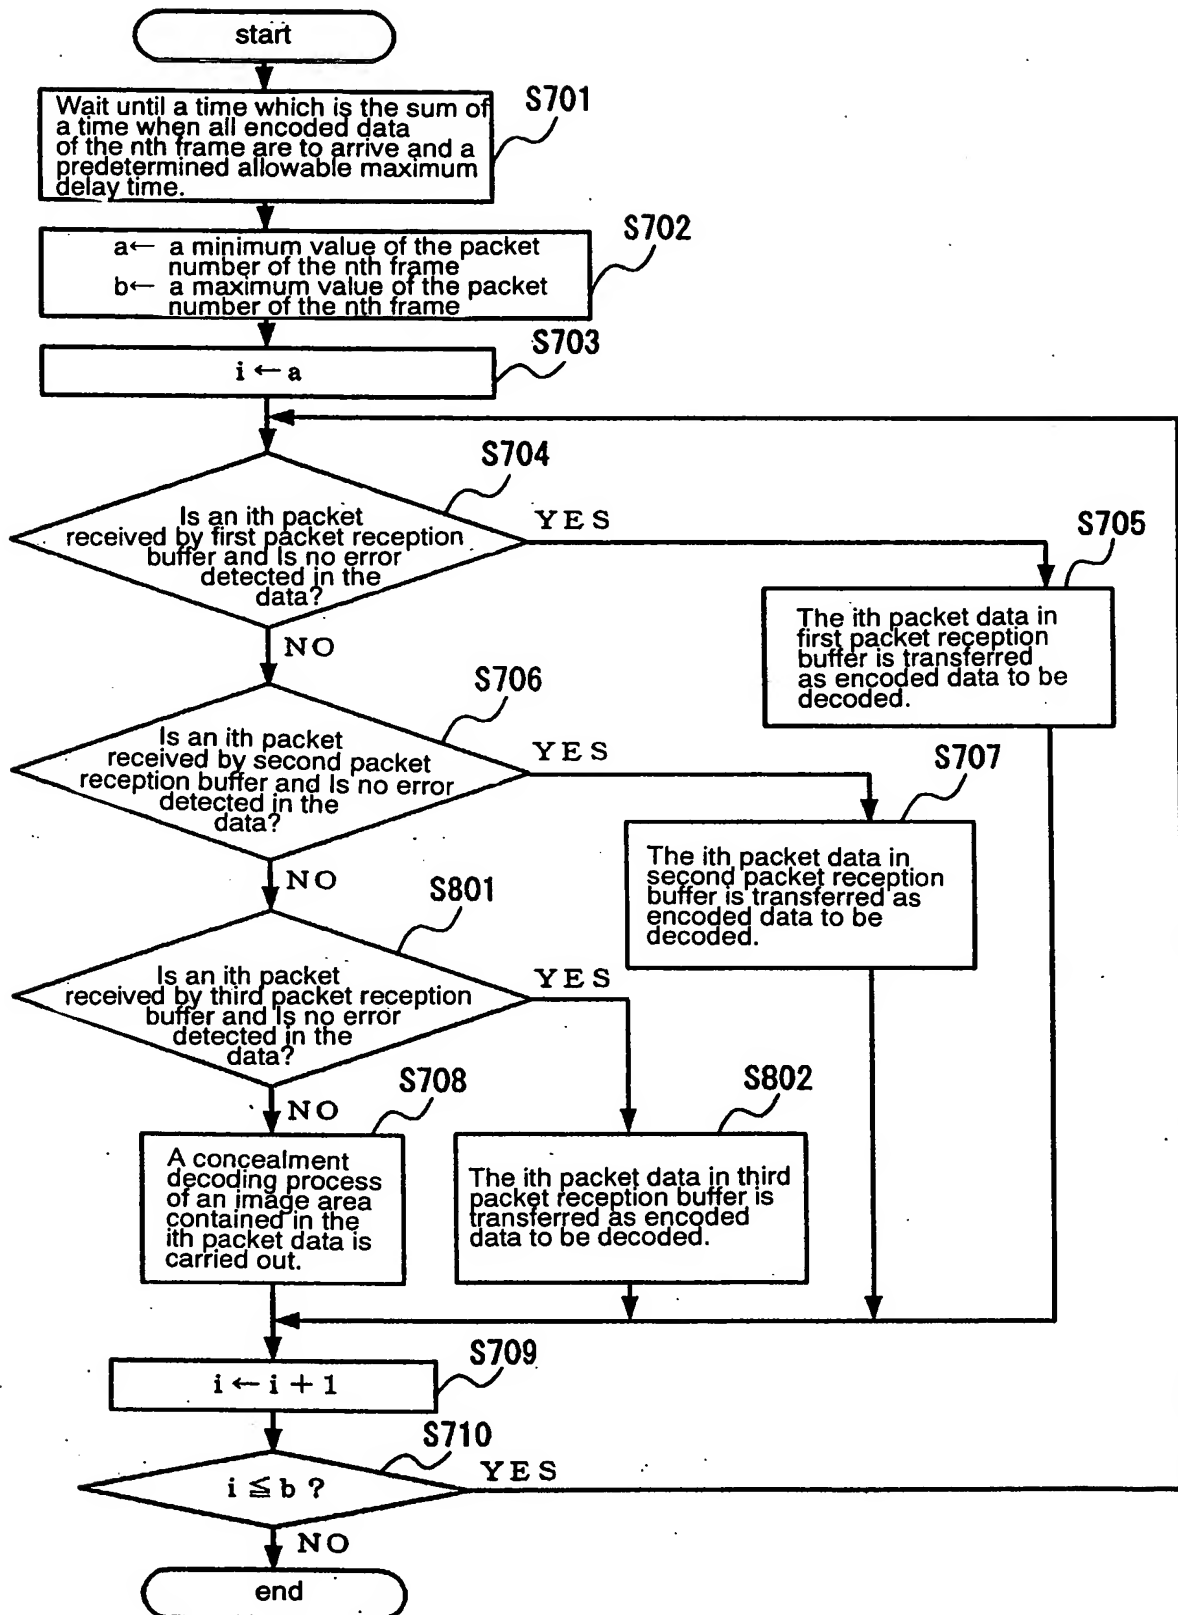 start
S701
Wait until a time which is the sum of
a time when all encoded data
of the nth frame are to arrive and a
predetermined allowable maximum
delay time.
S702
a← a minimum value of the packet
number of the nth frame
b← a maximum value of the packet
number of the nth frame
S703
i ← a
S704
Is an ith packet
received by first packet reception
buffer and Is no error
detected in the
data?
YES
S705
The ith packet data in
first packet reception
buffer is transferred
as encoded data to be
decoded.
NO
S706
Is an ith packet
received by second packet
reception buffer and Is no error
detected in the
data?
YES
S707
The ith packet data in
second packet reception
buffer is transferred as
encoded data to be
decoded.
NO
S801
Is an ith packet
received by third packet reception
buffer and Is no error
detected in the
data?
YES
S802
The ith packet data in third
packet reception buffer is
transferred as encoded
data to be decoded.
NO
S708
A concealment
decoding process
of an image area
contained in the
ith packet data is
carried out.
S709
i ← i + 1
S710
i ≦ b ?
YES
NO
end